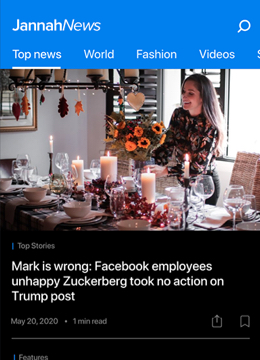 JannahNews
Top news World Fashion Videos S
Top Stories
Mark is wrong: Facebook employees
unhappy Zuckerberg took no action on
Trump post
May 20, 2020 • 1 min read
Features